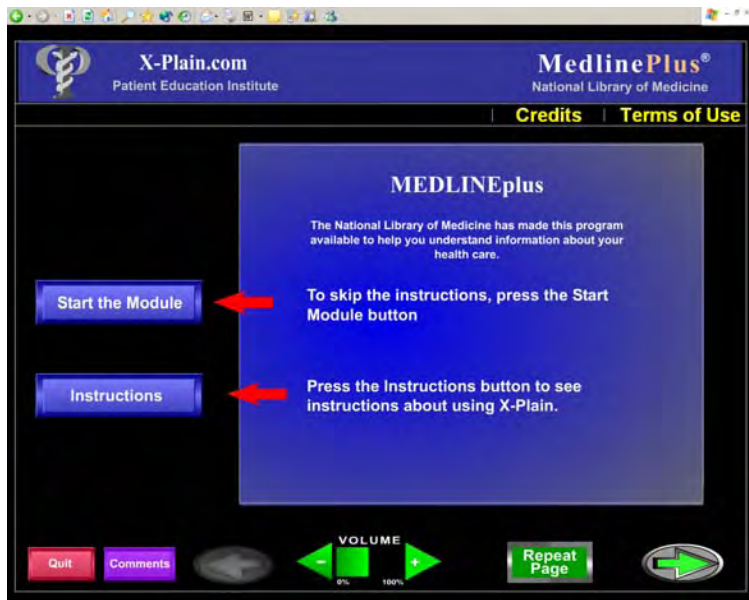 X-Plain.com
Patient Education Institute
MedlinePlus®
National Library of Medicine
Credits
Terms of Use
MEDLINEplus
The National Library of Medicine has made this program
available to help you understand information about your
health care.
Start the Module
To skip the instructions, press the Start
Module button
Instructions
Press the Instructions button to see
instructions about using X-Plain.
Quit
Comments
VOLUME
- +
0% 100%
Repeat
Page